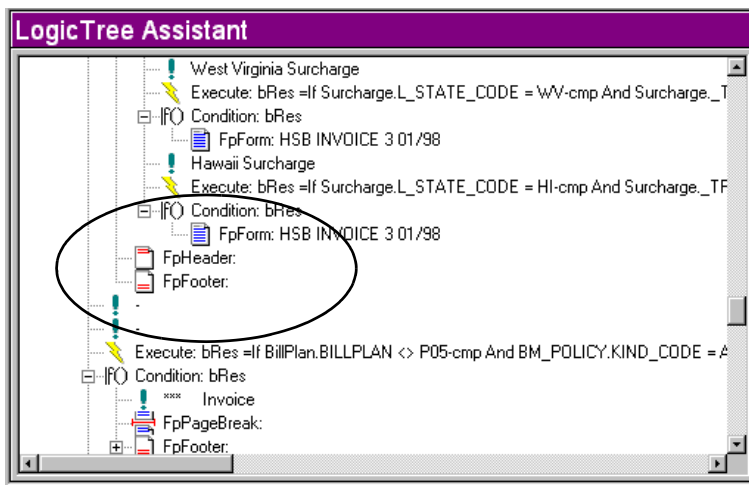 LogicTree Assistant
West Virginia Surcharge
Execute: bRes =If Surcharge.L_STATE_CODE = WV-cmp And Surcharge._T
If() Condition: bRes
FpForm: HSB INVOICE 3 01/98
Hawaii Surcharge
Execute: bRes =If Surcharge.L_STATE_CODE = HI-cmp And Surcharge._TF
If() Condition: bRes
FpForm: HSB INVOICE 3 01/98
FpHeader:
FpFooter:
-
-
Execute: bRes =If BillPlan.BILLPLAN <> P05-cmp And BM_POLICY.KIND_CODE = A
If() Condition: bRes
*** Invoice
FpPageBreak:
FpFooter: